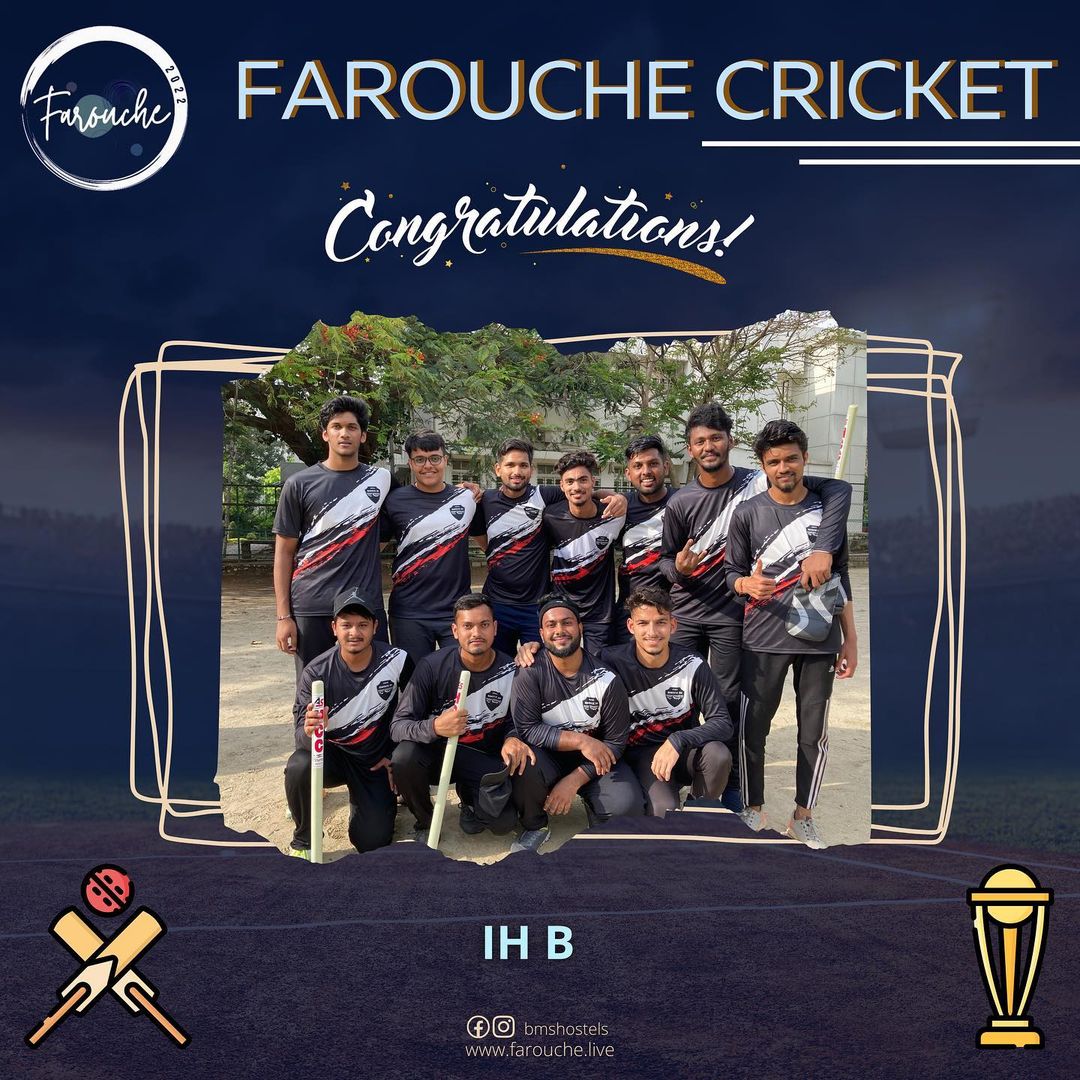 Farouche
2022
FAROUCHE CRICKET
Congratulations!
IH B
bmshostels
www.farouche.live